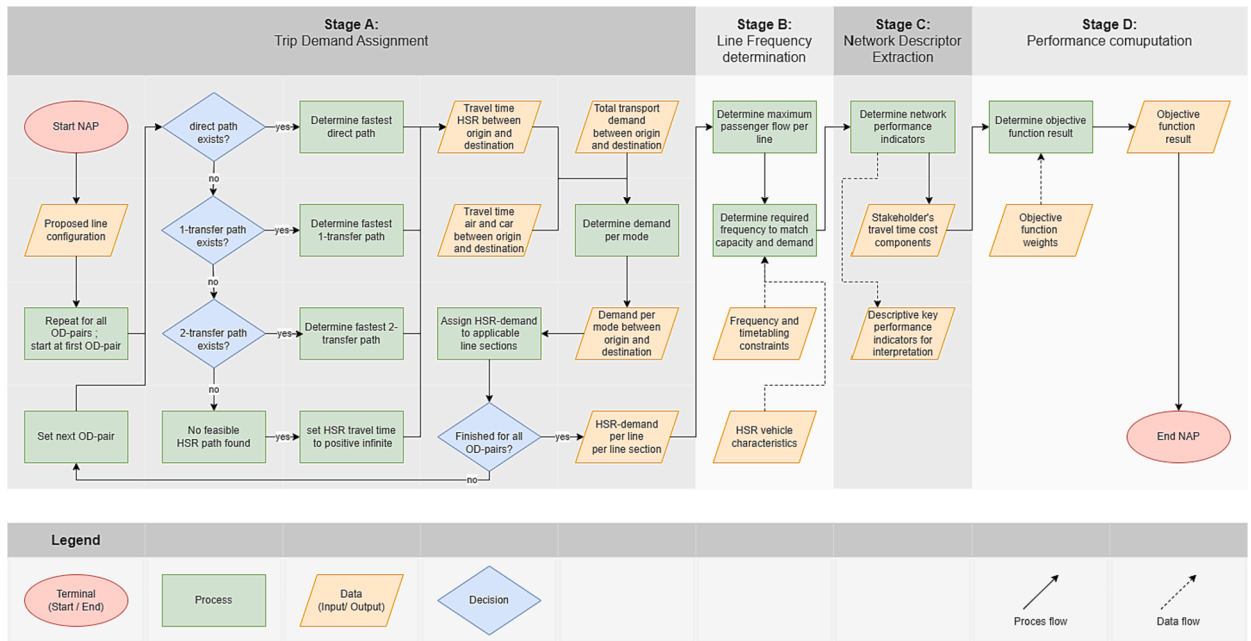 Stage A:
Trip Demand Assignment
Stage B:
Line Frequency
determination
Stage C:
Network Descriptor
Extraction
Stage D:
Performance comuputation
Start NAP
Proposed line
configuration
Repeat for all
OD-pairs ;
start at first OD-pair
Set next OD-pair
direct path
exists?
yes
Determine fastest
direct path
no
1-transfer path
exists?
yes
Determine fastest
1-transfer path
no
2-transfer path
exists?
yes
Determine fastest 2-
transfer path
no
No feasible
HSR path found
yes
set HSR travel time
to positive infinite
Travel time
HSR between
origin and
destination
Total transport
demand
between origin
and destination
Travel time
air and car
between origin
and destination
Determine demand
per mode
Demand per
mode between
origin and
destination
Assign HSR-demand
to applicable
line sections
Finished for all
OD-pairs?
yes
no
HSR-demand
per line
per line section
Determine maximum
passenger flow per
line
Determine required
frequency to match
capacity and demand
Frequency and
timetabling
constraints
HSR vehicle
characteristics
Determine network
performance
indicators
Stakeholder's
travel time cost
components
Descriptive key
performance
indicators for
interpretation
Determine objective
function result
Objective
function
weights
Objective
function
result
End NAP
Legend
Terminal
(Start / End)
Process
Data
(Input/ Output)
Decision
Proces flow
Data flow